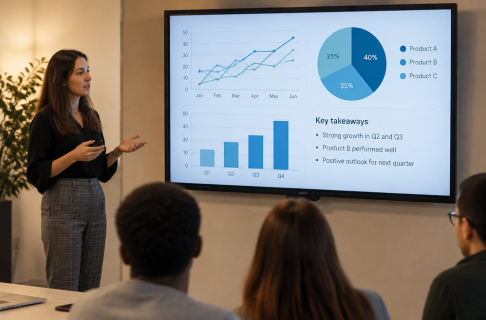 50
40
30
20
10
0
Jan Feb Mar Apr May Jun
25%
40%
35%
Product A
Product B
Product C
50
40
30
20
10
0
Q1 Q2 Q3 Q4
Key takeaways
• Strong growth in Q2 and Q3
• Product B performed well
• Positive outlook for next quarter